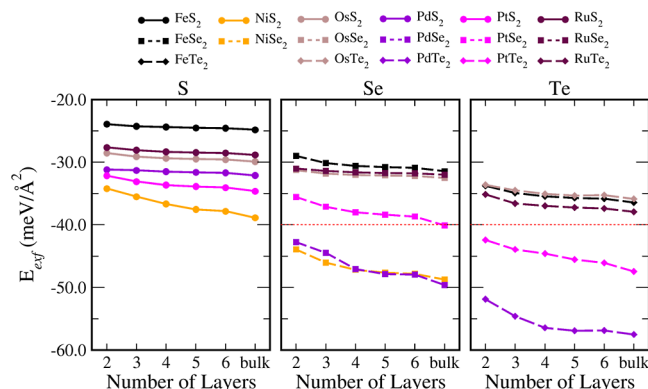 FeS2 NiS2 OsS2 PdS2 PtS2 RuS2
FeSe2 NiSe2 OsSe2 PdSe2 PtSe2 RuSe2
FeTe2 OsTe2 PdTe2 PtTe2 RuTe2
S Se Te
-20.0
-30.0
-40.0
-50.0
-60.0
E_exf (meV/Å²)
2 3 4 5 6 bulk 2 3 4 5 6 bulk 2 3 4 5 6 bulk
Number of Layers Number of Layers Number of Layers